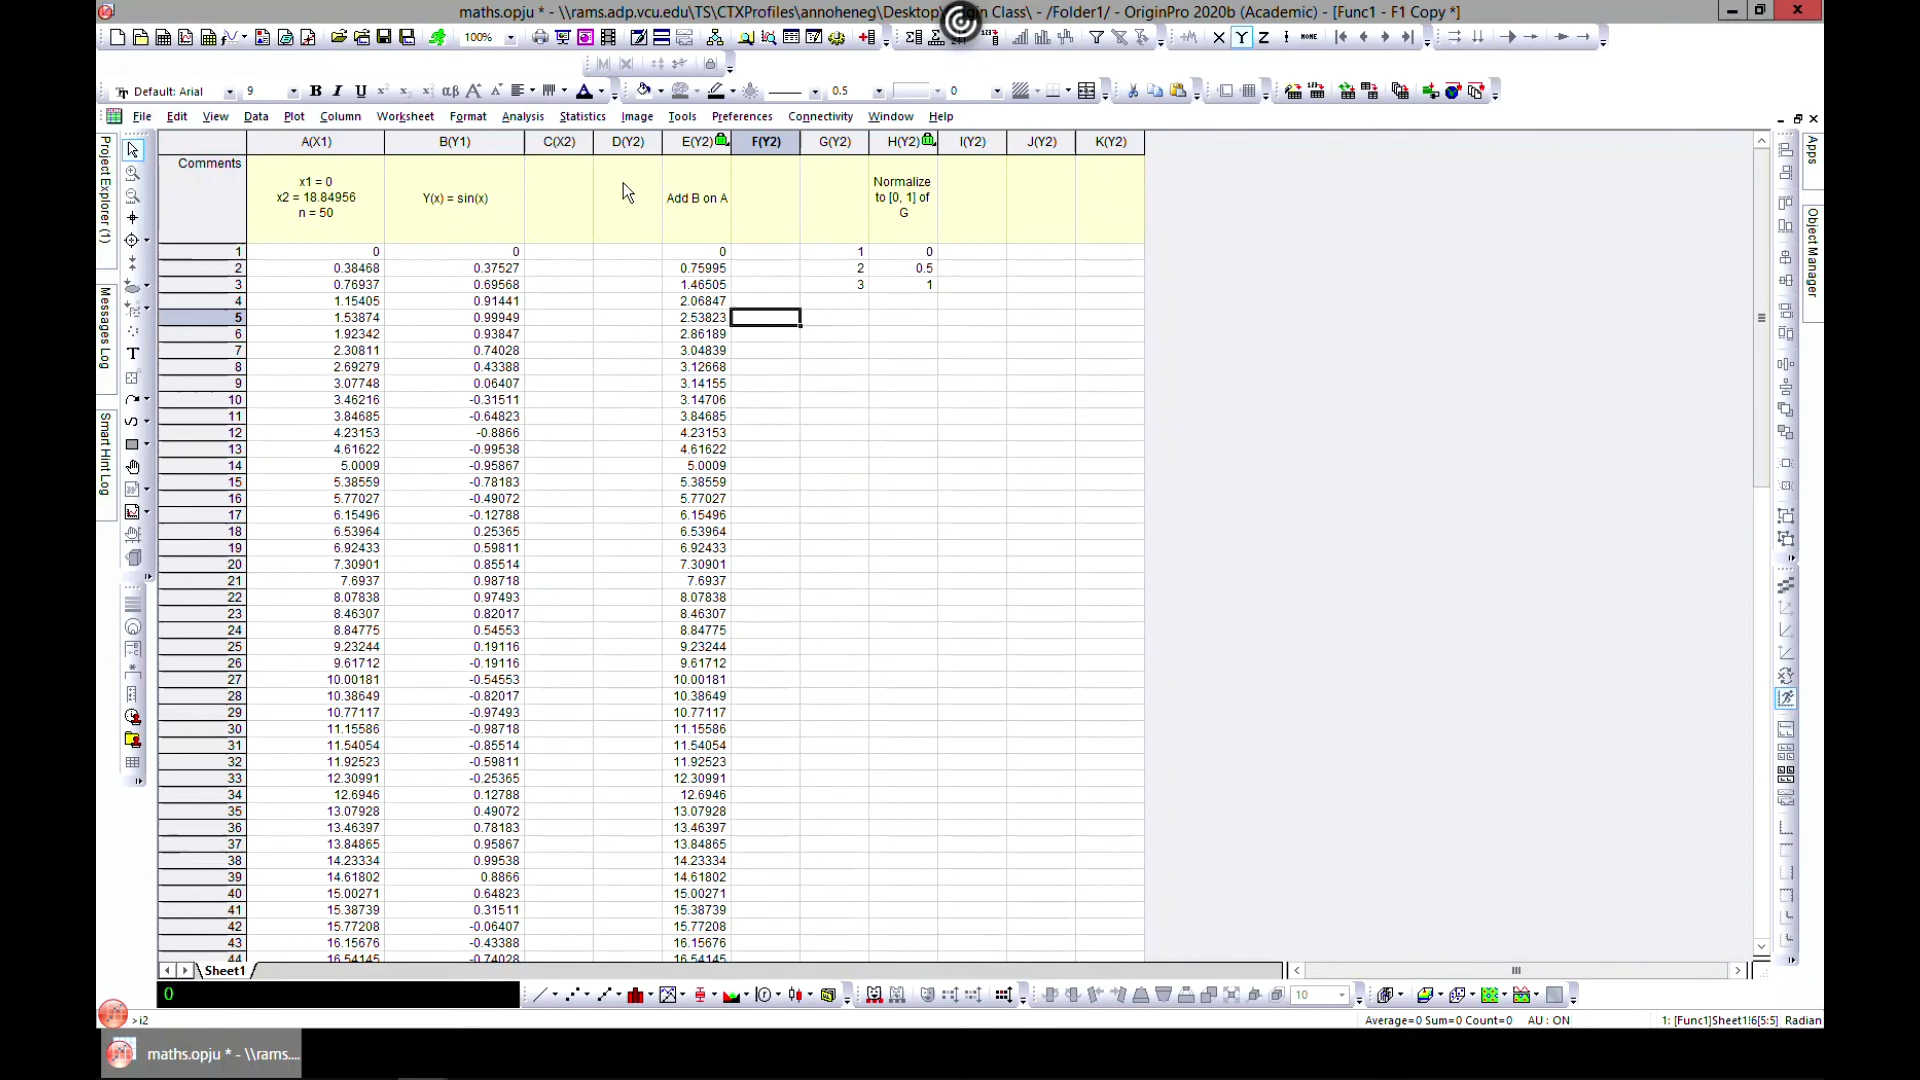 maths.opju * - \\rams.adp.vcu.edu\TS\CTXProfiles\annoheneg\Desktop\ in Class\ - /Folder1/ - OriginPro 2020b (Academic) - [Func1 - F1 Copy *]
100% X Y Z HOME
Default: Arial 9 B I U αβ A A A 0.5 0
File Edit View Data Plot Column Worksheet Format Analysis Statistics Image Tools Preferences Connectivity Window Help
A(X1) B(Y1) C(X2) D(Y2) E(Y2) F(Y2) G(Y2) H(Y2) I(Y2) J(Y2) K(Y2)
Comments
x1 = 0
x2 = 18.84956
n = 50
Y(x) = sin(x)
Add B on A
Normalize
to [0, 1] of
G
1 0 0 0 1 0
2 0.38468 0.37527 0.75995 2 0.5
3 0.76937 0.69568 1.46505 3 1
4 1.15405 0.91441 2.06847
5 1.53874 0.99949 2.53823
6 1.92342 0.93847 2.86189
7 2.30811 0.74028 3.04839
8 2.69279 0.43388 3.12668
9 3.07748 0.06407 3.14155
10 3.46216 -0.31511 3.14706
11 3.84685 -0.64823 3.84685
12 4.23153 -0.8866 4.23153
13 4.61622 -0.99538 4.61622
14 5.0009 -0.95867 5.0009
15 5.38559 -0.78183 5.38559
16 5.77027 -0.49072 5.77027
17 6.15496 -0.12788 6.15496
18 6.53964 0.25365 6.53964
19 6.92433 0.59811 6.92433
20 7.30901 0.85514 7.30901
21 7.6937 0.98718 7.6937
22 8.07838 0.97493 8.07838
23 8.46307 0.82017 8.46307
24 8.84775 0.54553 8.84775
25 9.23244 0.19116 9.23244
26 9.61712 -0.19116 9.61712
27 10.00181 -0.54553 10.00181
28 10.38649 -0.82017 10.38649
29 10.77117 -0.97493 10.77117
30 11.15586 -0.98718 11.15586
31 11.54054 -0.85514 11.54054
32 11.92523 -0.59811 11.92523
33 12.30991 -0.25365 12.30991
34 12.6946 0.12788 12.6946
35 13.07928 0.49072 13.07928
36 13.46397 0.78183 13.46397
37 13.84865 0.95867 13.84865
38 14.23334 0.99538 14.23334
39 14.61802 0.8866 14.61802
40 15.00271 0.64823 15.00271
41 15.38739 0.31511 15.38739
42 15.77208 -0.06407 15.77208
43 16.15676 -0.43388 16.15676
44 16.54145 -0.74028 16.54145
Project Explorer (1)
Messages Log
Smart Hint Log
Apps
Object Manager
T
Sheet1
0
10
>i2
Average=0 Sum=0 Count=0 AU : ON 1: [Func1]Sheet1!6[5:5] Radian
maths.opju * - \\rams....